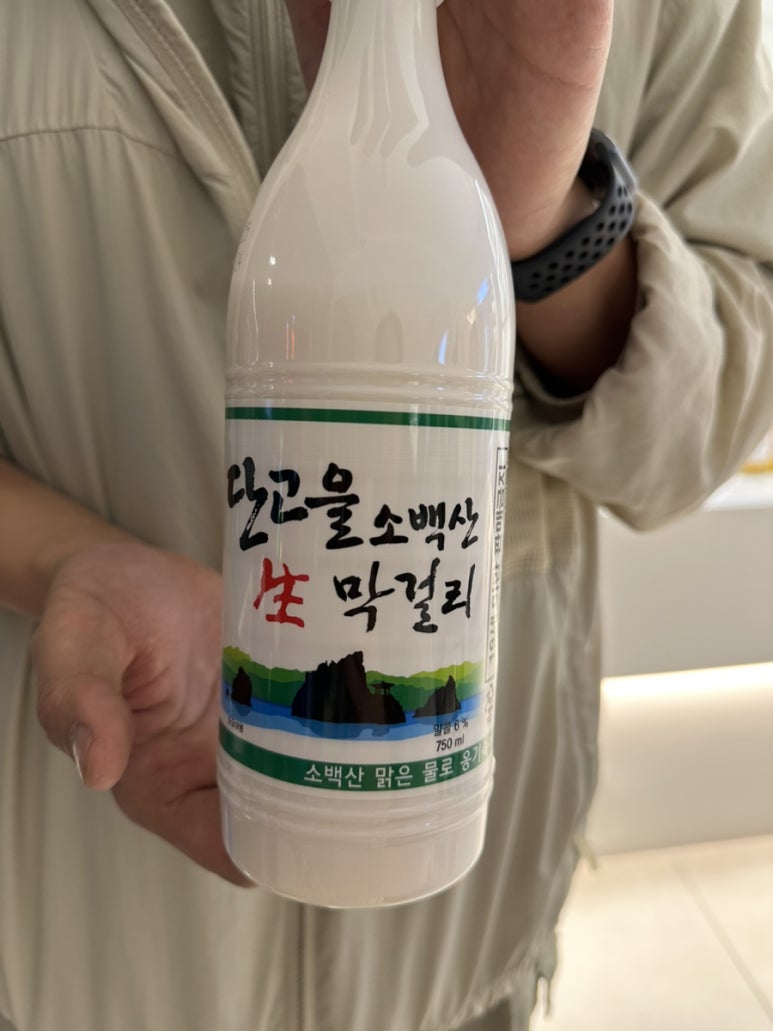 단고을 소백산
生 막걸리
알콜 6 %
750 ml
소백산 맑은 물로